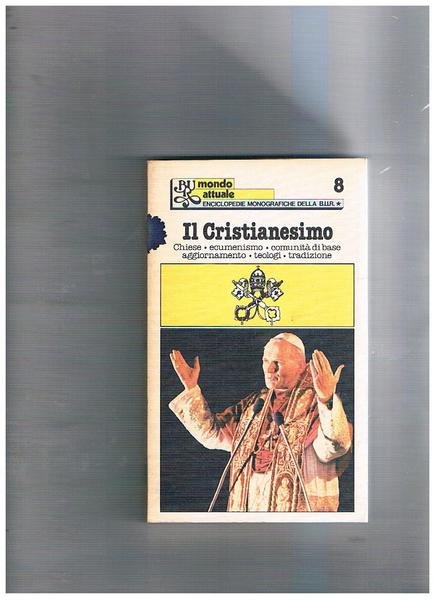 BUR mondo
attuale
8
ENCICLOPEDIE MONOGRAFICHE DELLA B.U.R. ★
Il Cristianesimo
Chiese • ecumenismo • comunità di base
aggiornamento • teologi • tradizione